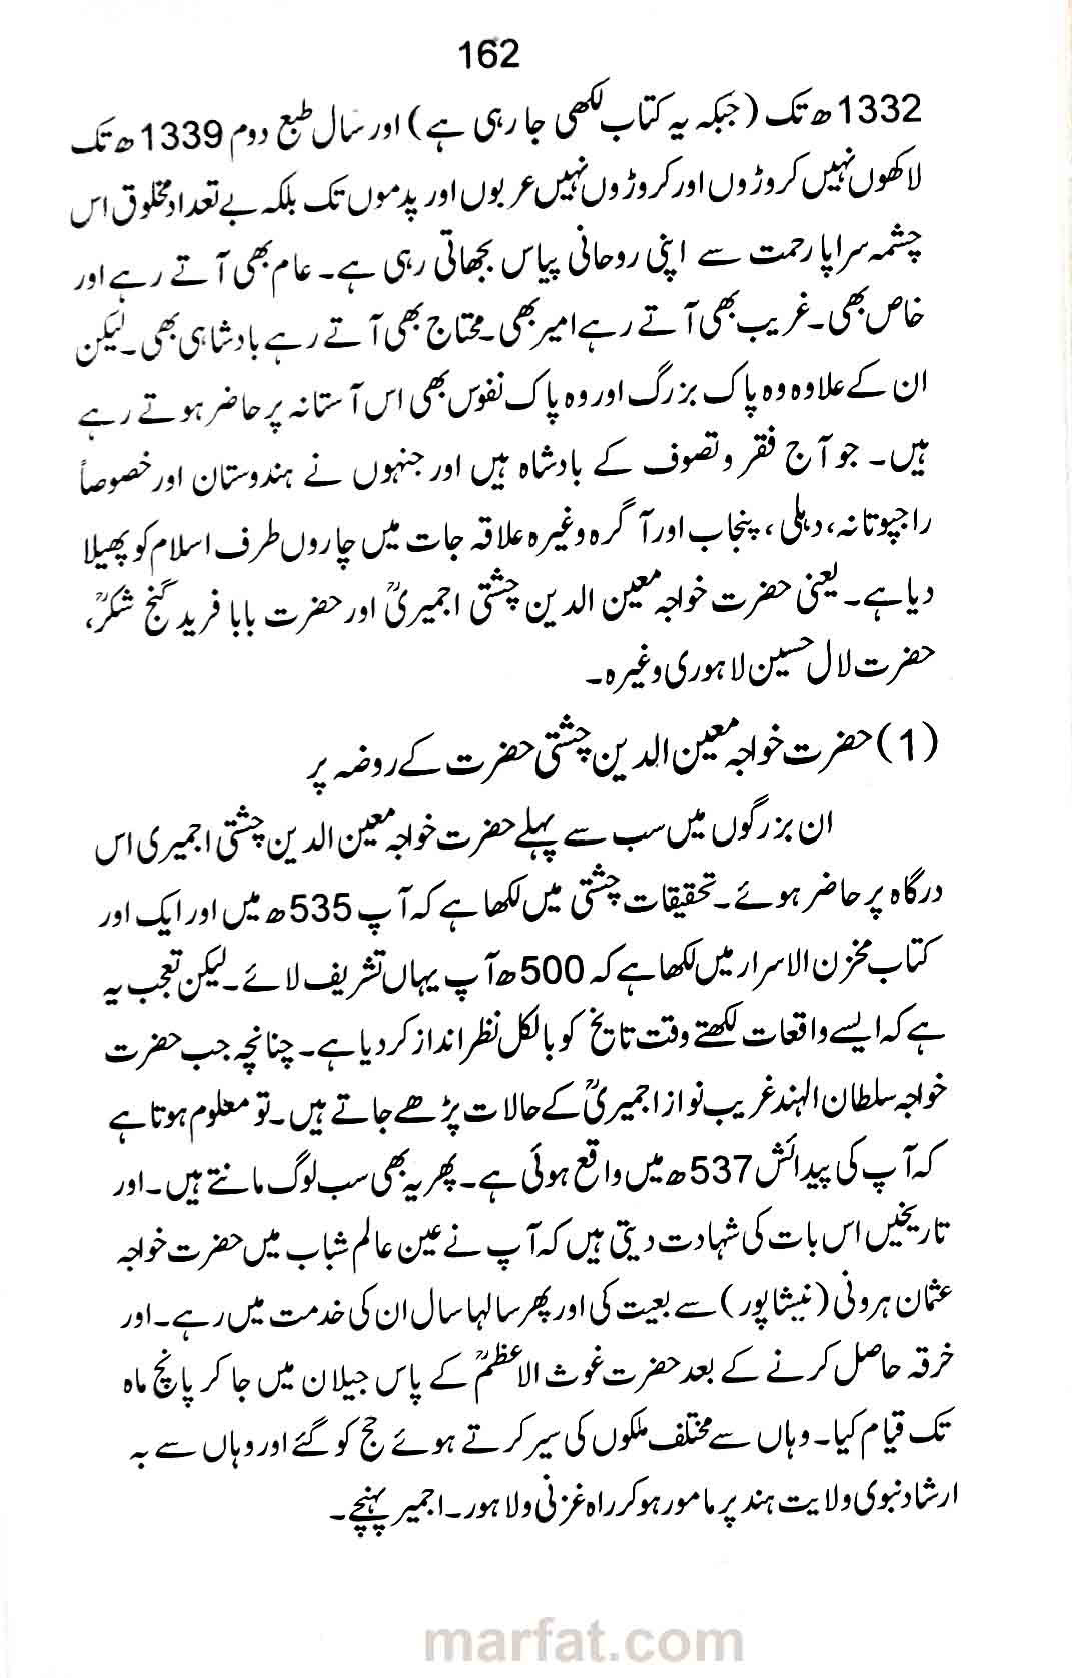 162
1332ھ تک (جبکہ یہ کتاب لکھی جا رہی ہے) اور سال طبع دوم 1339ھ تک
لاکھوں نہیں کروڑوں اور کروڑوں نہیں عربوں اور پدموں تک بلکہ بے تعداد مخلوق اس
چشمہ سراپا رحمت سے اپنی روحانی پیاس بجھاتی رہی ہے۔ عام بھی آتے رہے اور
خاص بھی۔ غریب بھی آتے رہے امیر بھی۔ محتاج بھی آتے رہے بادشاہی بھی۔ لیکن
ان کے علاوہ وہ پاک بزرگ اور وہ پاک نفوس بھی اس آستانہ پر حاضر ہوتے رہے
ہیں۔ جو آج فقر و تصوف کے بادشاہ ہیں اور جنہوں نے ہندوستان اور خصوصاً
راجپوتانہ، دہلی، پنجاب اور آگرہ وغیرہ علاقہ جات میں چاروں طرف اسلام کو پھیلا
دیا ہے۔ یعنی حضرت خواجہ معین الدین چشتی اجمیریؒ اور حضرت بابا فرید گنج شکرؒ،
حضرت لال حسین لاہوری وغیرہ۔
(1) حضرت خواجہ معین الدین چشتی حضرت کے روضہ پر
ان بزرگوں میں سب سے پہلے حضرت خواجہ معین الدین چشتی اجمیری اس
درگاہ پر حاضر ہوئے۔ تحقیقات چشتی میں لکھا ہے کہ آپ 535ھ میں اور ایک اور
کتاب مخزن الاسرار میں لکھا ہے کہ 500ھ آپ یہاں تشریف لائے۔ لیکن تعجب یہ
ہے کہ ایسے واقعات لکھتے وقت تاریخ کو بالکل نظر انداز کر دیا ہے۔ چنانچہ جب حضرت
خواجہ سلطان الہند غریب نواز اجمیریؒ کے حالات پڑھے جاتے ہیں۔ تو معلوم ہوتا ہے
کہ آپ کی پیدائش 537ھ میں واقع ہوئی ہے۔ پھر یہ بھی سب لوگ مانتے ہیں۔ اور
تاریخیں اس بات کی شہادت دیتی ہیں کہ آپ نے عین عالم شباب میں حضرت خواجہ
عثمان ہرونی (نیشاپور) سے بیعت کی اور پھر سالہا سال ان کی خدمت میں رہے۔ اور
خرقہ حاصل کرنے کے بعد حضرت غوث الاعظمؒ کے پاس جیلان میں جا کر پانچ ماہ
تک قیام کیا۔ وہاں سے مختلف ملکوں کی سیر کرتے ہوئے حج کو گئے اور وہاں سے بہ
ارشاد نبوی ولایت ہند پر مامور ہو کر راہ غزنی ولاہور۔ اجمیر پہنچے۔
marfat.com